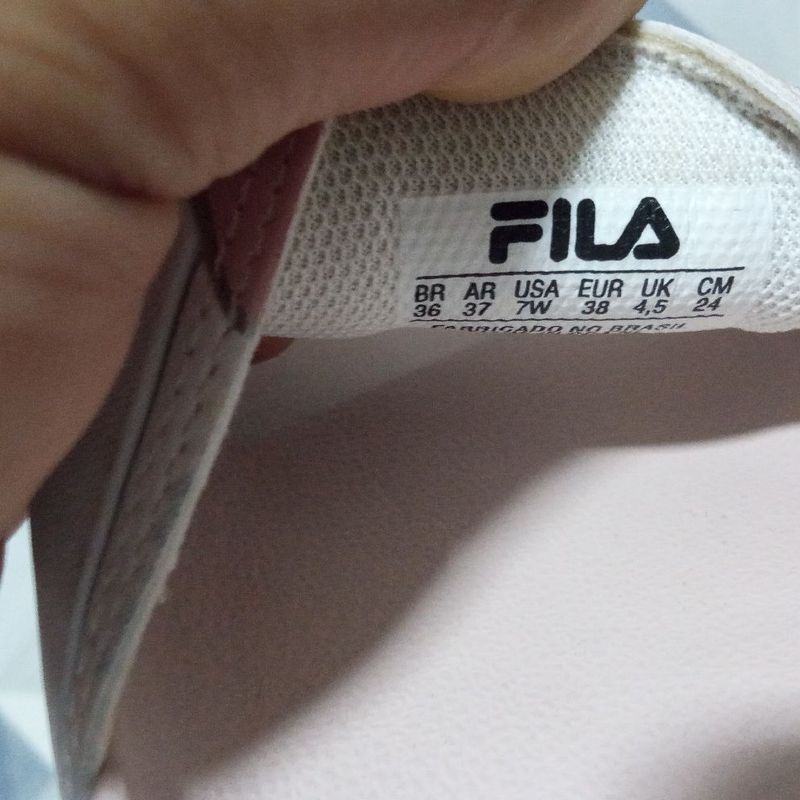 FILA
BR AR USA EUR UK CM
36 37 7W 38 4,5 24
FABRICADO NO BRASIL